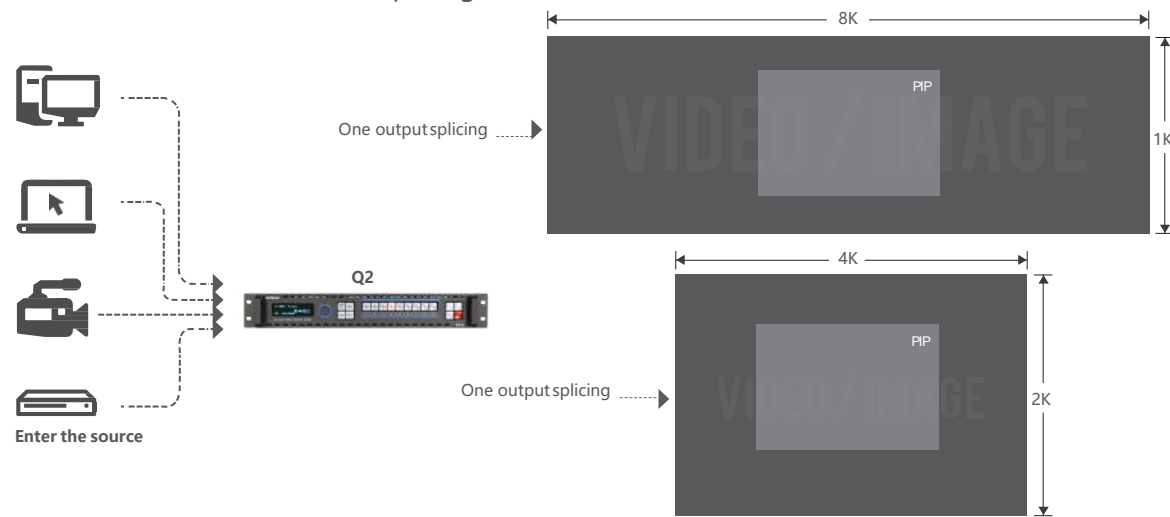 8K
PIP
VIDEO / IMAGE
One output splicing
1K
4K
Q2
PIP
VIDEO / IMAGE
One output splicing
2K
Enter the source